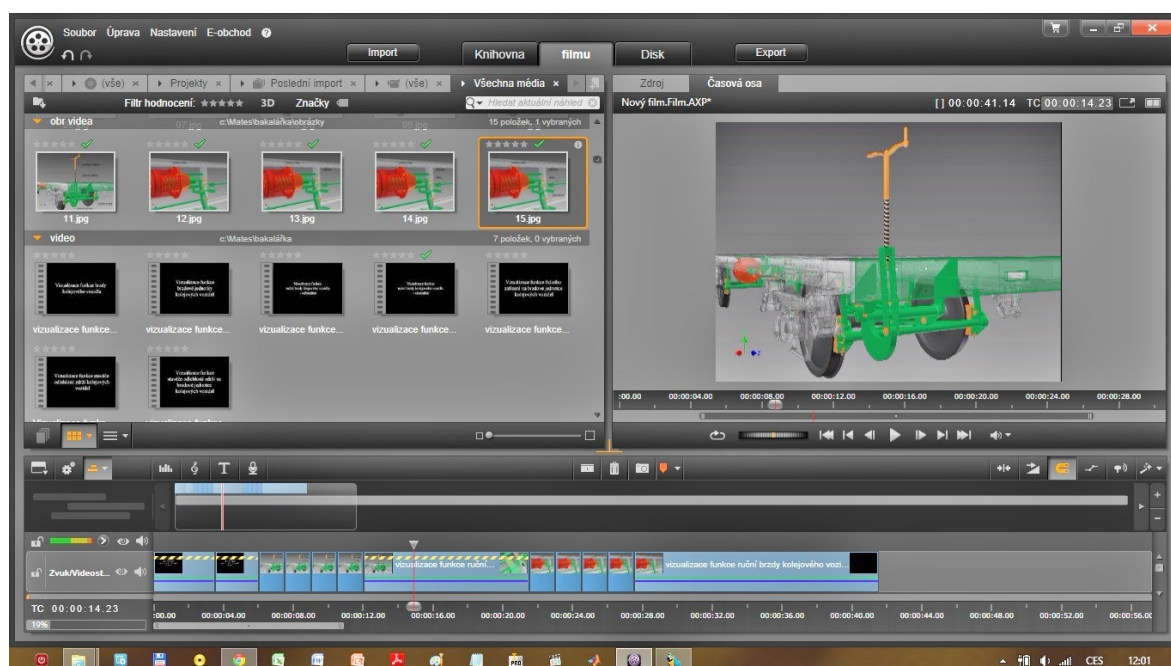 Soubor Úprava Nastavení E-obchod ?
Import
Knihovna
filmu
Disk
Export
(vše) × Projekty × Poslední import × (vše) × Všechna média ×
Zdroj
Časová osa
Filtr hodnocení:
3D
Značky
Hledat aktuální náhled
Nový film.Film.AXP*
[ ] 00:00:41.14 TC 00:00:14.23
obr videa
c:\Mates\bakalářka\obrázky
15 položek, 1 vybraných
11.jpg
12.jpg
13.jpg
14.jpg
15.jpg
video
c:\Mates\bakalářka
7 položek, 0 vybraných
vizualizace funkce...
vizualizace funkce...
vizualizace funkce...
vizualizace funkce...
vizualizace funkce...
:00.00 00:00:04.00 00:00:08.00 00:00:12.00 00:00:16.00 00:00:20.00 00:00:24.00 00:00:28.00
Zvuk/Videost...
vizualizace funkce ruční...
vizualizace funkce ruční brzdy kolejového vozi...
TC 00:00:14.23
19%
:00.00 00:00:04.00 00:00:08.00 00:00:12.00 00:00:16.00 00:00:20.00 00:00:24.00 00:00:28.00 00:00:32.00 00:00:36.00 00:00:40.00 00:00:44.00 00:00:48.00 00:00:52.00 00:00:56.00
CES
12:01